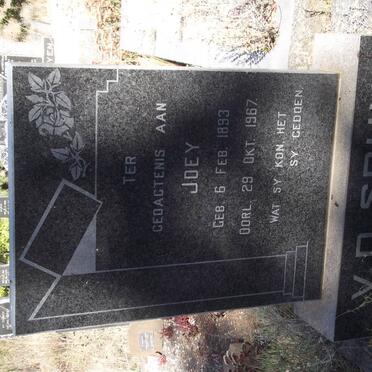 TER
GEDAGTENIS AAN
JOEY
GEB. 6 FEB. 1893
OORL. 29 OKT. 1967
WAT SY KON, HET
SY GEDOEN.